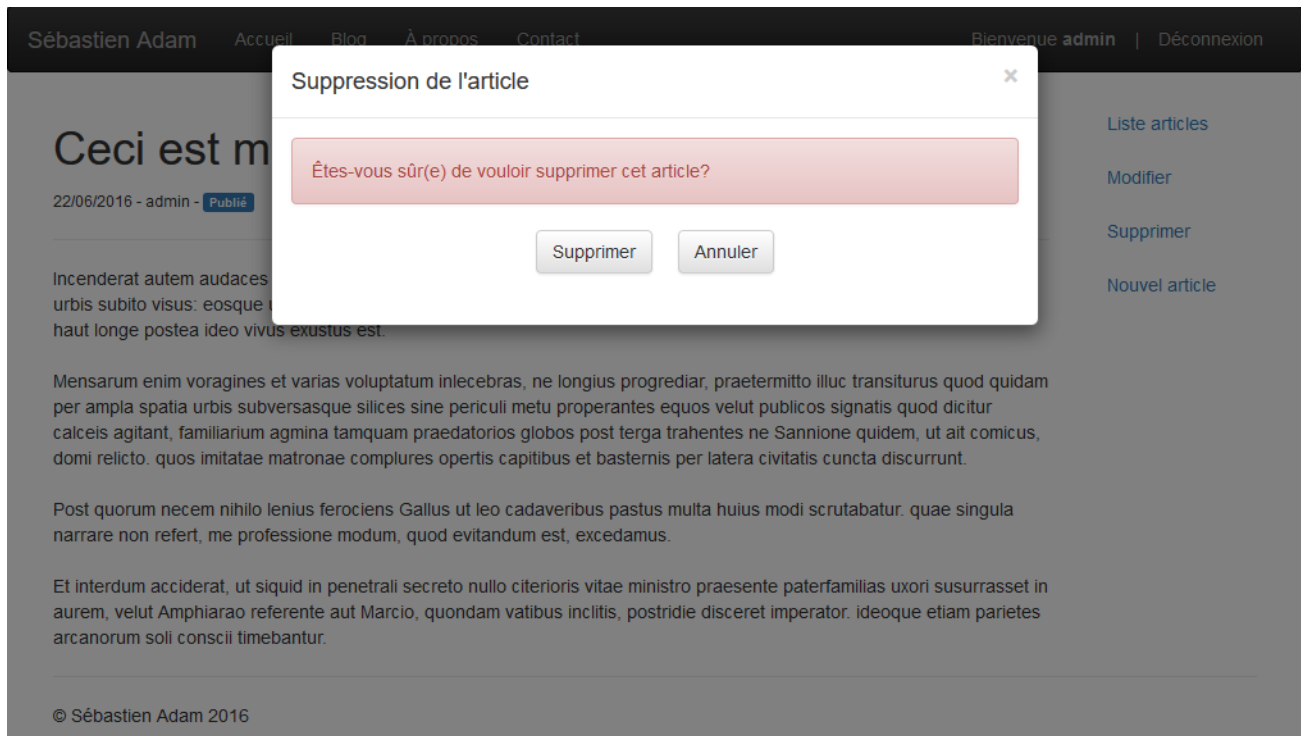 Sébastien Adam Accueil Blog À propos Contact Bienvenue admin | Déconnexion
Suppression de l'article ×
Êtes-vous sûr(e) de vouloir supprimer cet article?
Supprimer Annuler
Ceci est m
22/06/2016 - admin - Publié
Incenderat autem audaces
urbis subito visus: eosque
haut longe postea ideo vivus exustus est.
Mensarum enim voragines et varias voluptatum inlecebras, ne longius progrediar, praetermitto illuc transiturus quod quidam
per ampla spatia urbis subversasque silices sine periculi metu properantes equos velut publicos signatis quod dicitur
calceis agitant, familiarium agmina tamquam praedatorios globos post terga trahentes ne Sannione quidem, ut ait comicus,
domi relicto. quos imitatae matronae complures opertis capitibus et basternis per latera civitatis cuncta discurrunt.
Post quorum necem nihilo lenius ferociens Gallus ut leo cadaveribus pastus multa huius modi scrutabatur. quae singula
narrare non refert, me professione modum, quod evitandum est, excedamus.
Et interdum acciderat, ut siquid in penetrali secreto nullo citerioris vitae ministro praesente paterfamilias uxori susurrasset in
aurem, velut Amphiarao referente aut Marcio, quondam vatibus inclitis, postridie disceret imperator. ideoque etiam parietes
arcanorum soli conscii timebantur.
Liste articles
Modifier
Supprimer
Nouvel article
© Sébastien Adam 2016